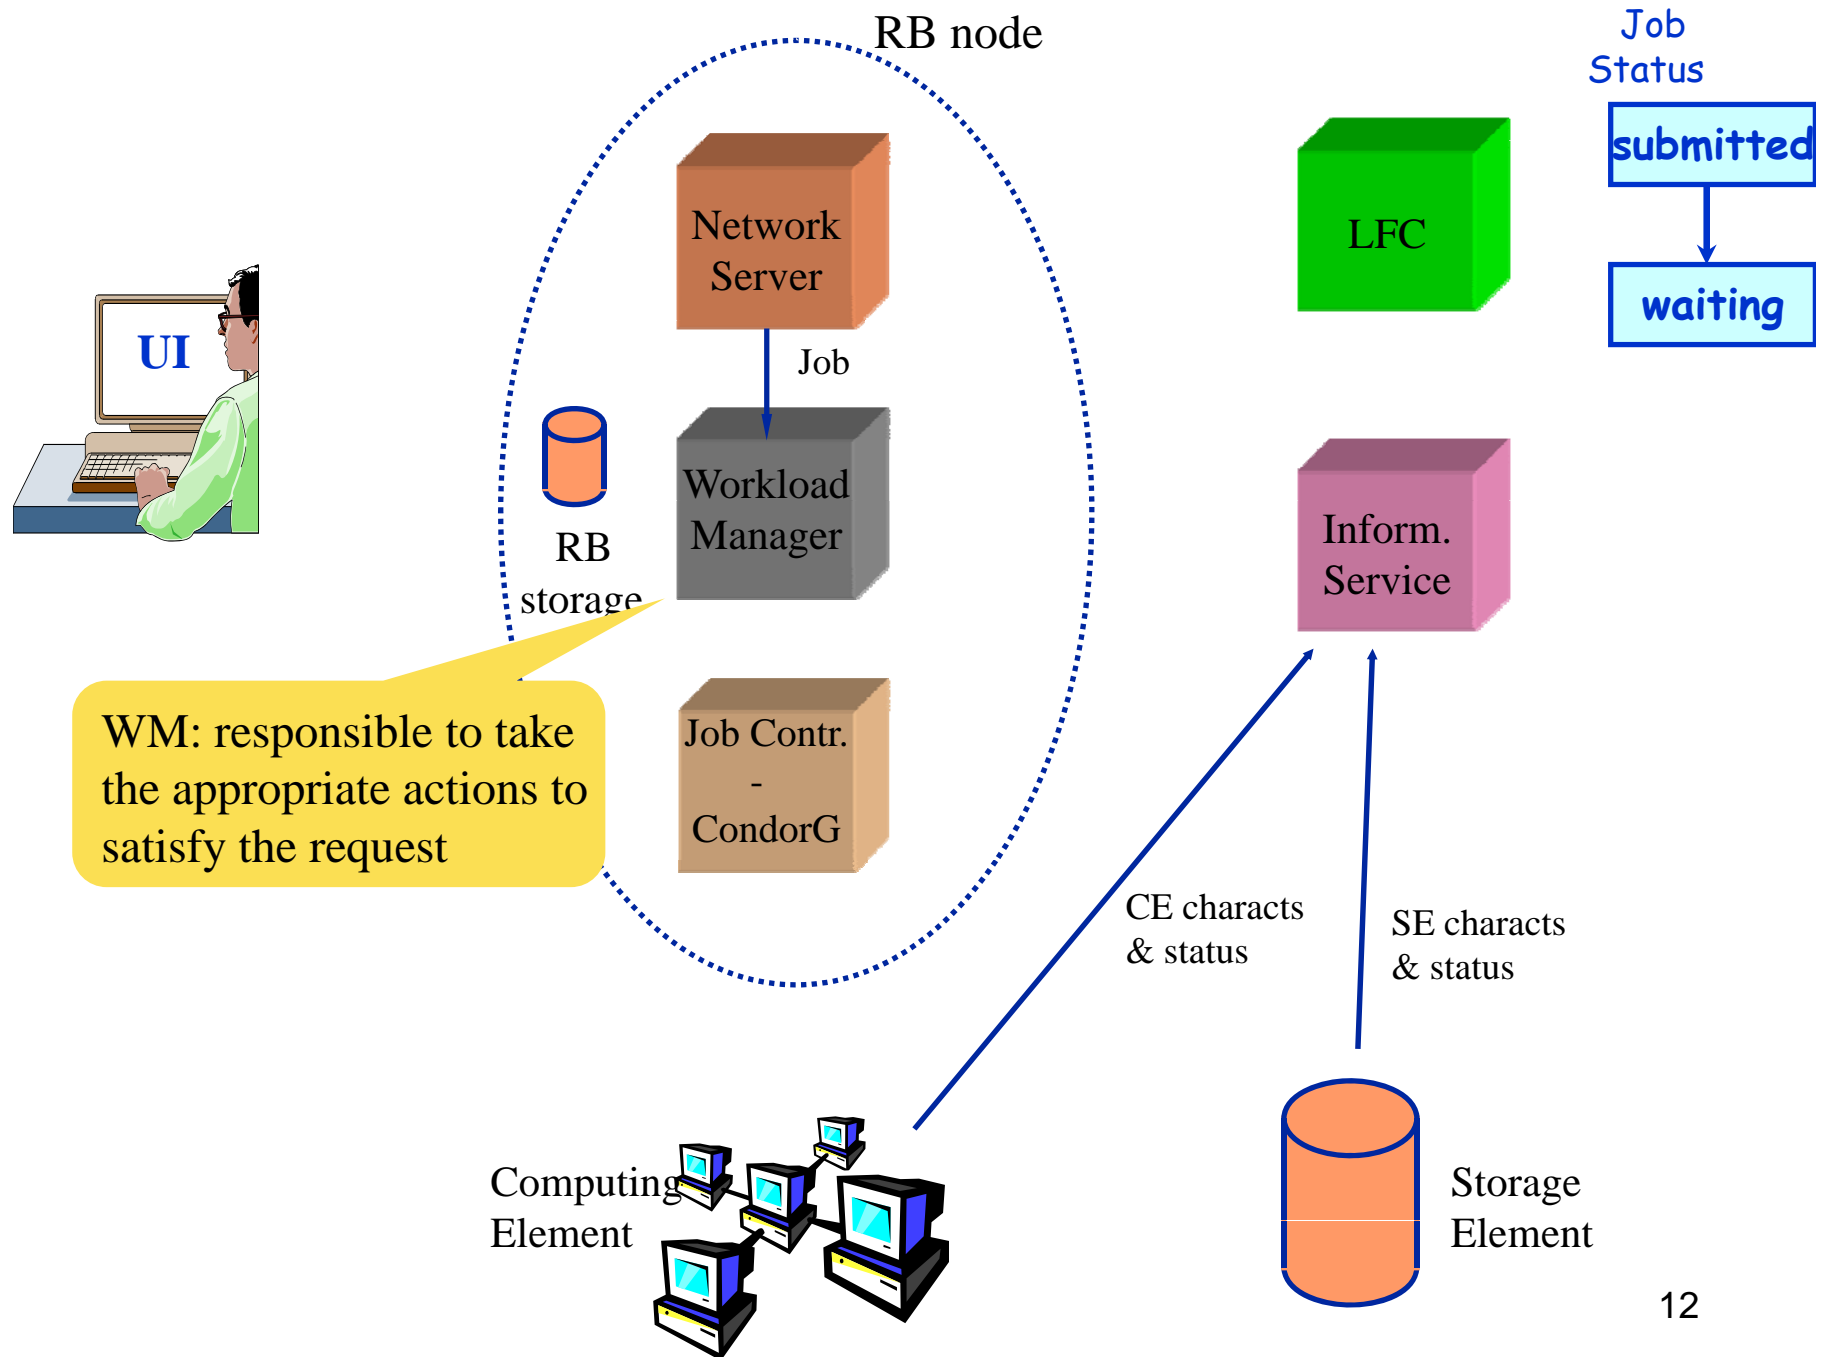 RB node
Job
Status
submitted
waiting
Network
Server
LFC
UI
Job
Workload
Manager
RB
storage
Inform.
Service
WM: responsible to take
the appropriate actions to
satisfy the request
Job Contr.
-
CondorG
CE characts
& status
SE characts
& status
Computing
Element
Storage
Element
12